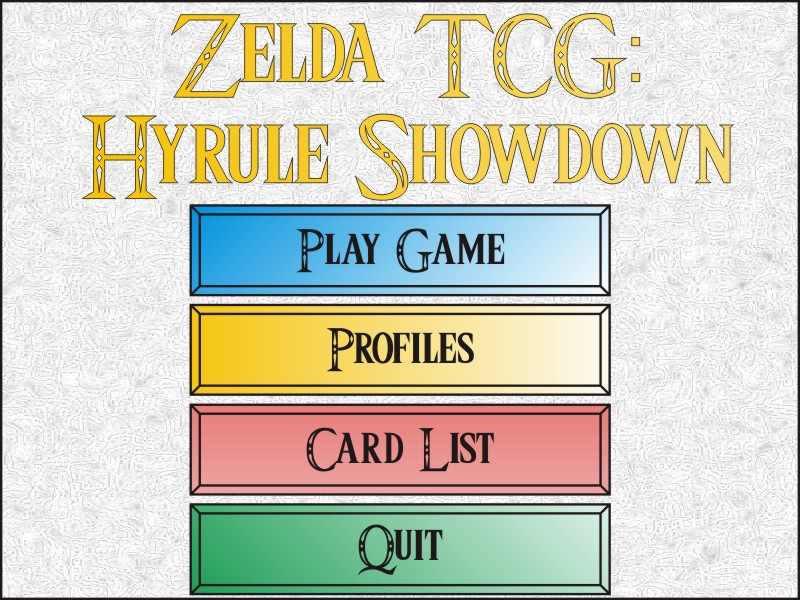 Zelda TCG:
Hyrule Showdown
Play Game
Profiles
Card List
Quit